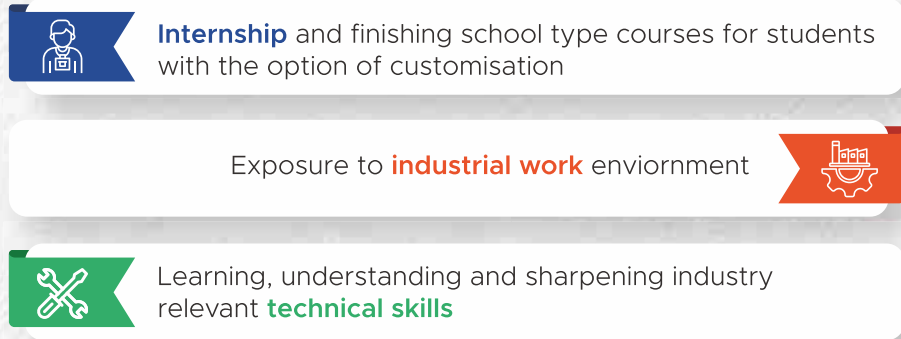 Internship and finishing school type courses for students
with the option of customisation
Exposure to industrial work enviornment
Learning, understanding and sharpening industry
relevant technical skills